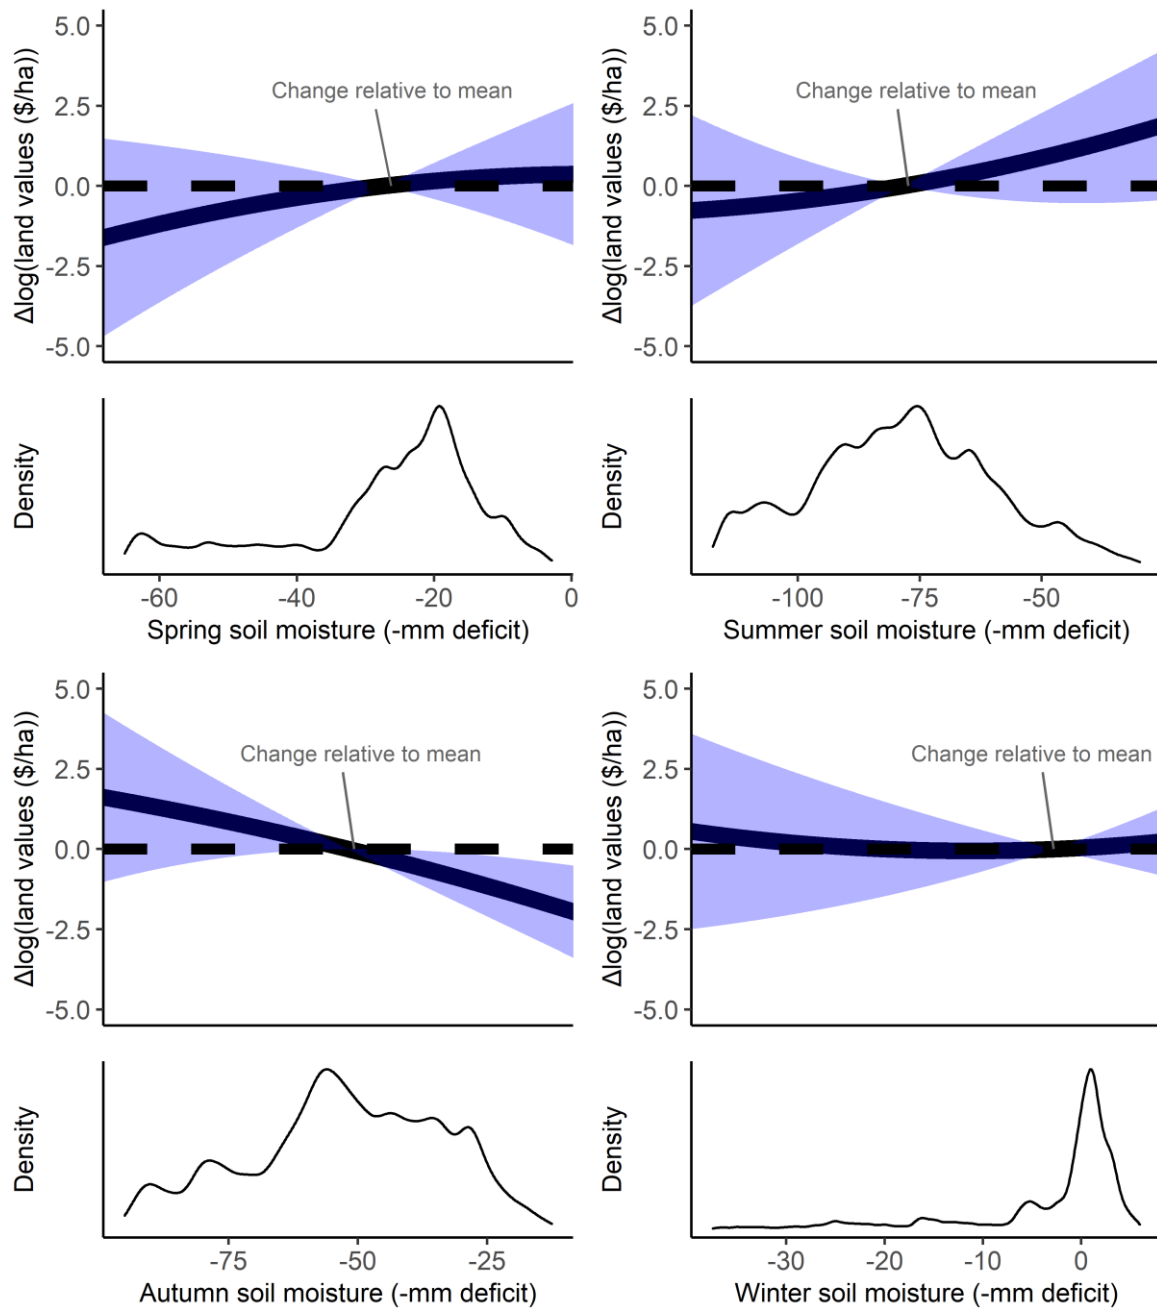 Δlog(land values ($/ha))
5.0
2.5
0.0
-2.5
-5.0
Change relative to mean
Density
-60
-40
-20
0
Spring soil moisture (-mm deficit)
Δlog(land values ($/ha))
5.0
2.5
0.0
-2.5
-5.0
Change relative to mean
Density
-100
-75
-50
Summer soil moisture (-mm deficit)
Δlog(land values ($/ha))
5.0
2.5
0.0
-2.5
-5.0
Change relative to mean
Density
-75
-50
-25
Autumn soil moisture (-mm deficit)
Δlog(land values ($/ha))
5.0
2.5
0.0
-2.5
-5.0
Change relative to mean
Density
-30
-20
-10
0
Winter soil moisture (-mm deficit)